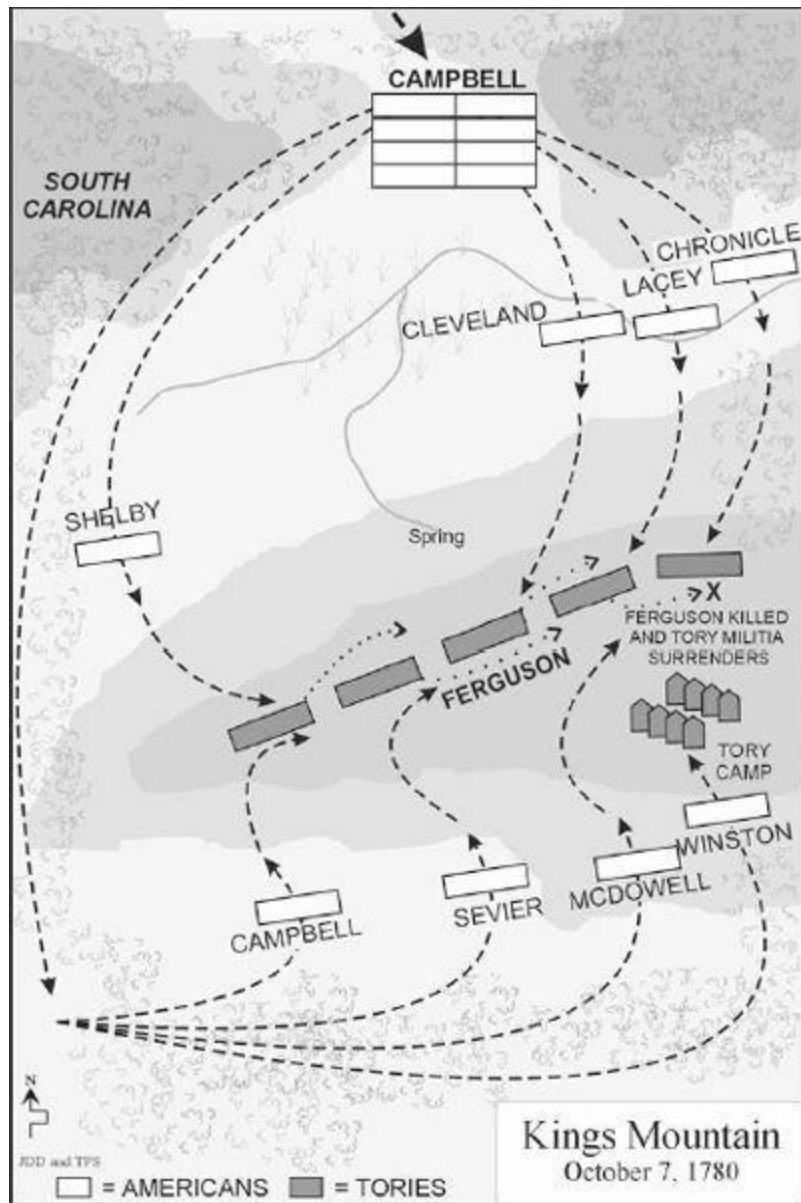 CAMPBELL
SOUTH
CAROLINA
CHRONICLE
LACEY
CLEVELAND
SHELBY
Spring
X
FERGUSON KILLED
AND TORY MILITIA
SURRENDERS
FERGUSON
TORY
CAMP
WINSTON
MCDOWELL
SEVIER
CAMPBELL
N
JDD and TPS
Kings Mountain
October 7, 1780
= AMERICANS = TORIES